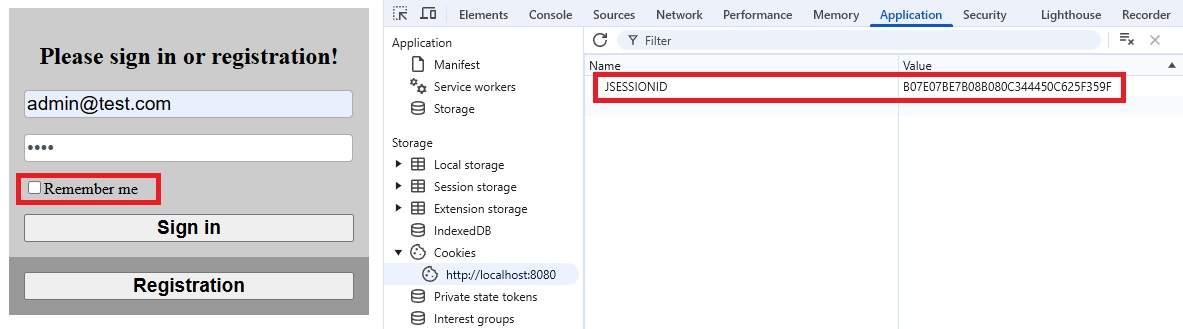 Please sign in or registration!
admin@test.com
••••
Remember me
Sign in
Registration
Elements Console Sources Network Performance Memory Application Security Lighthouse Recorder
Application
Manifest
Service workers
Storage
Storage
Local storage
Session storage
Extension storage
IndexedDB
Cookies
http://localhost:8080
Private state tokens
Interest groups
Filter
Name Value
JSESSIONID B07E07BE7B08B080C344450C625F359F